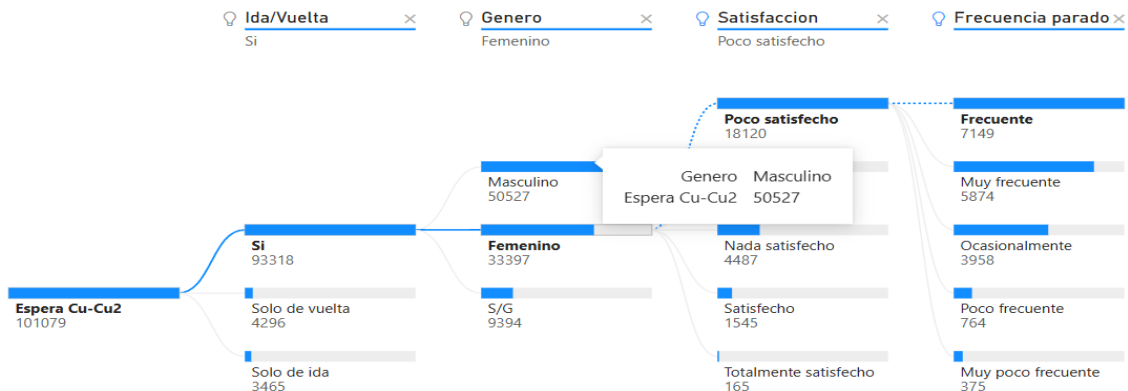 Ida/Vuelta
Si
Genero
Femenino
Satisfaccion
Poco satisfecho
Frecuencia parado
Espera Cu-Cu2
101079
Si
93318
Solo de vuelta
4296
Solo de ida
3465
Masculino
50527
Femenino
33397
S/G
9394
Genero Masculino
Espera Cu-Cu2 50527
Poco satisfecho
18120
Nada satisfecho
4487
Satisfecho
1545
Totalmente satisfecho
165
Frecuente
7149
Muy frecuente
5874
Ocasionalmente
3958
Poco frecuente
764
Muy poco frecuente
375